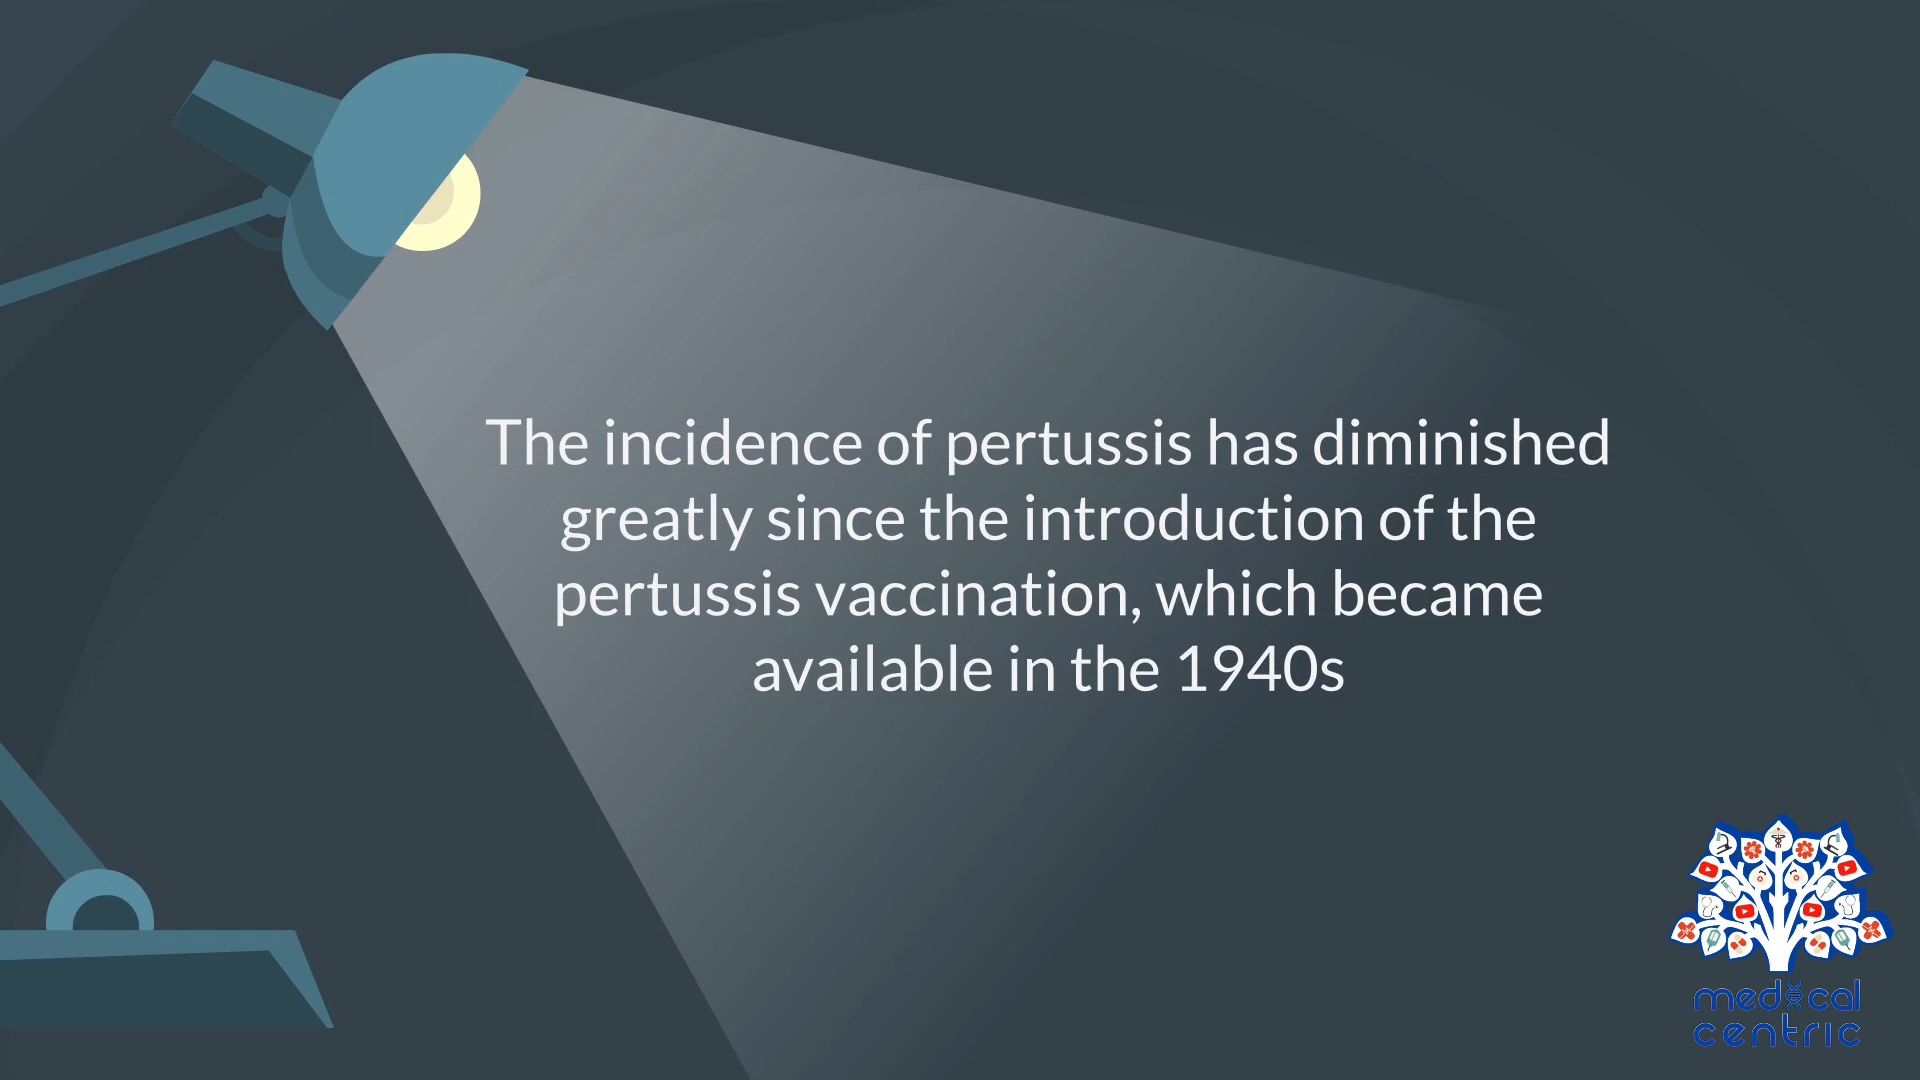 The incidence of pertussis has diminished
greatly since the introduction of the
pertussis vaccination, which became
available in the 1940s
medical
centric